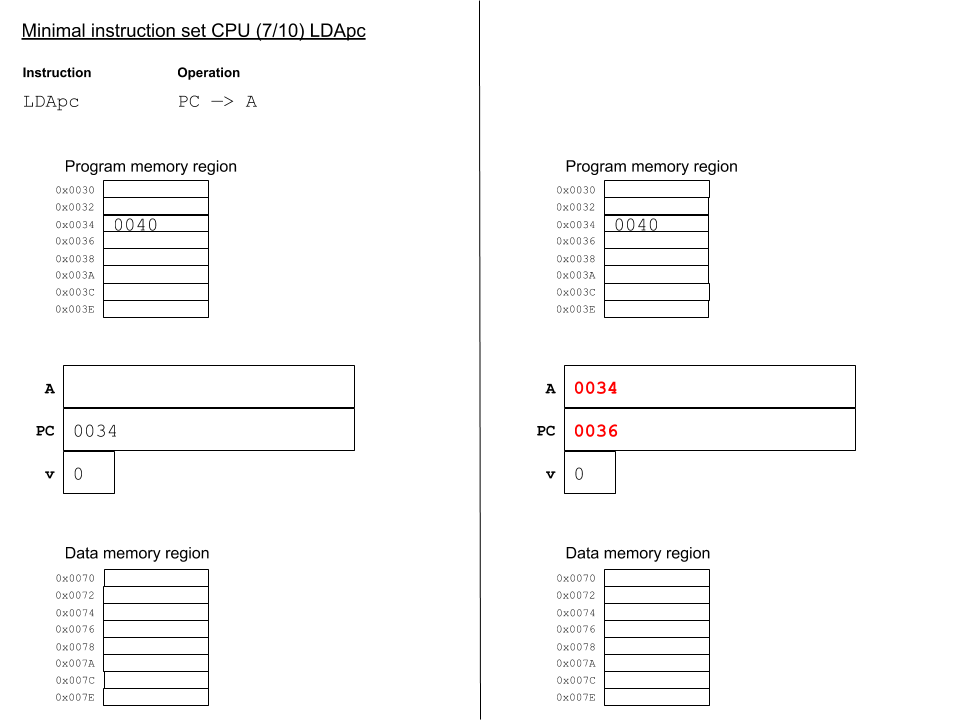 Minimal instruction set CPU (7/10) LDApc
Instruction Operation
LDApc PC —> A
Program memory region
0x0030
0x0032
0x0034 0040
0x0036
0x0038
0x003A
0x003C
0x003E
A
PC 0034
v 0
Data memory region
0x0070
0x0072
0x0074
0x0076
0x0078
0x007A
0x007C
0x007E
Program memory region
0x0030
0x0032
0x0034 0040
0x0036
0x0038
0x003A
0x003C
0x003E
A 0034
PC 0036
v 0
Data memory region
0x0070
0x0072
0x0074
0x0076
0x0078
0x007A
0x007C
0x007E